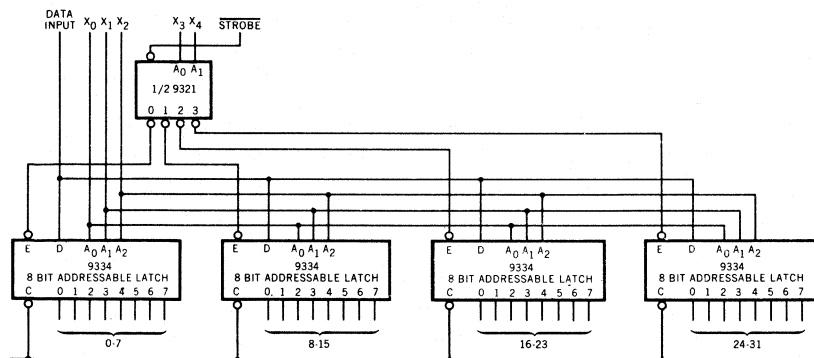 DATA INPUT X0 X1 X2 X3 X4 STROBE
A0 A1
1/2 9321
0 1 2 3
E D A0 A1 A2 E D A0 A1 A2 E D A0 A1 A2 E D A0 A1 A2
9334 9334 9334 9334
8 BIT ADDRESSABLE LATCH 8 BIT ADDRESSABLE LATCH 8 BIT ADDRESSABLE LATCH 8 BIT ADDRESSABLE LATCH
C 0 1 2 3 4 5 6 7 C 0. 1 2 3 4 5 6 7 C 0 1 2 3 4 5 6 7 C 0 1 2 3 4 5 6 7
0-7 8-15 16-23 24-31